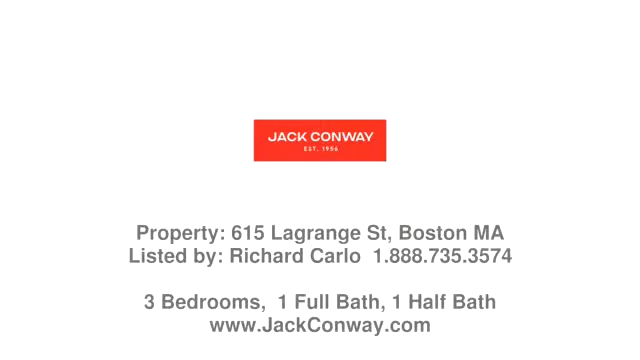 JACK CONWAY
EST. 1956
Property: 615 Lagrange St, Boston MA
Listed by: Richard Carlo  1.888.735.3574
3 Bedrooms,  1 Full Bath, 1 Half Bath
www.JackConway.com